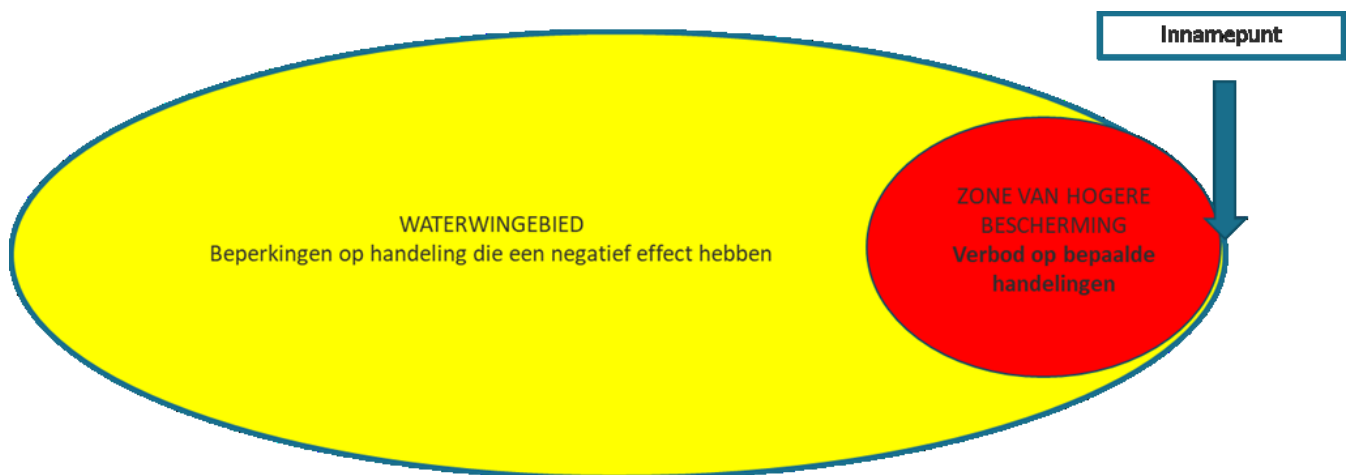 Innamepunt
WATERWINGEBIED
Beperkingen op handeling die een negatief effect hebben
ZONE VAN HOGERE
BESCHERMING
Verbod op bepaalde
handelingen